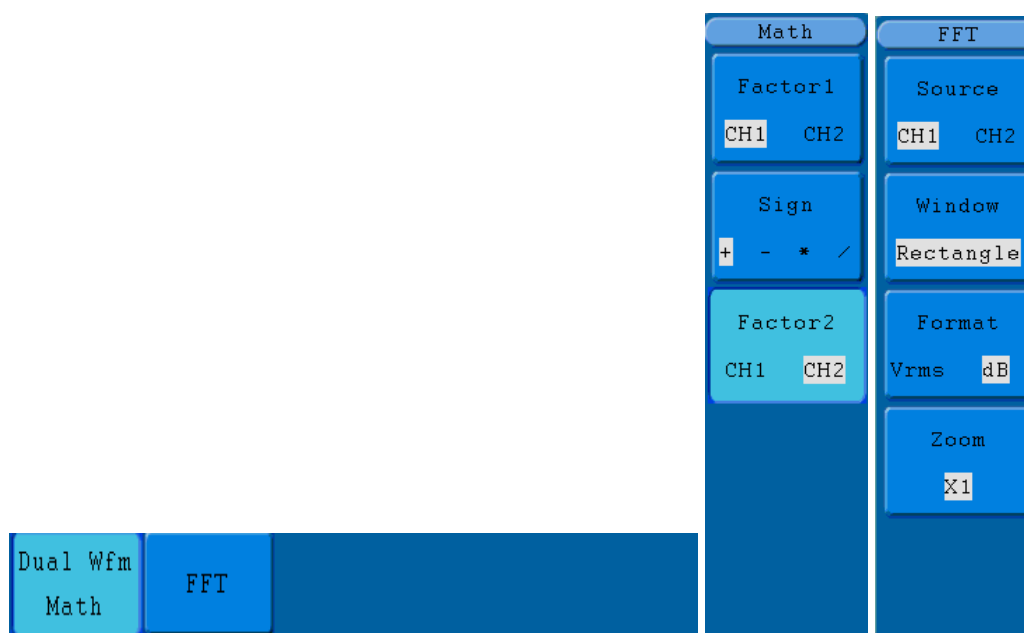 Math
Factor1
CH1 CH2
Sign
+ - * /
Factor2
CH1 CH2
FFT
Source
CH1 CH2
Window
Rectangle
Format
Vrms dB
Zoom
X1
Dual Wfm
Math
FFT